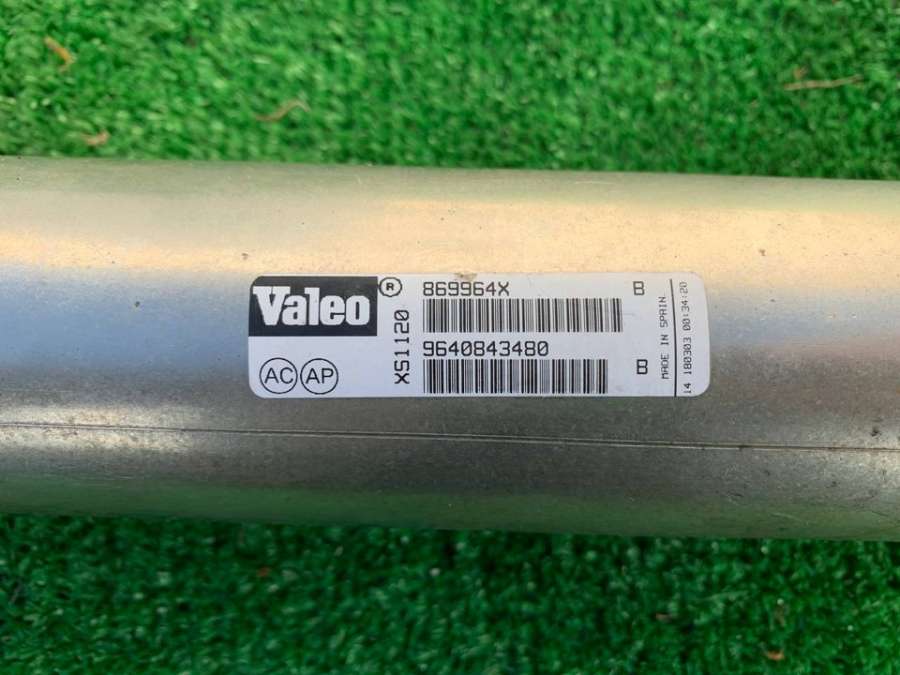 Valeo ®
869964X B
XS1120
9640843480 B
AC AP
MADE IN SPAIN
14 180303 00:34:20